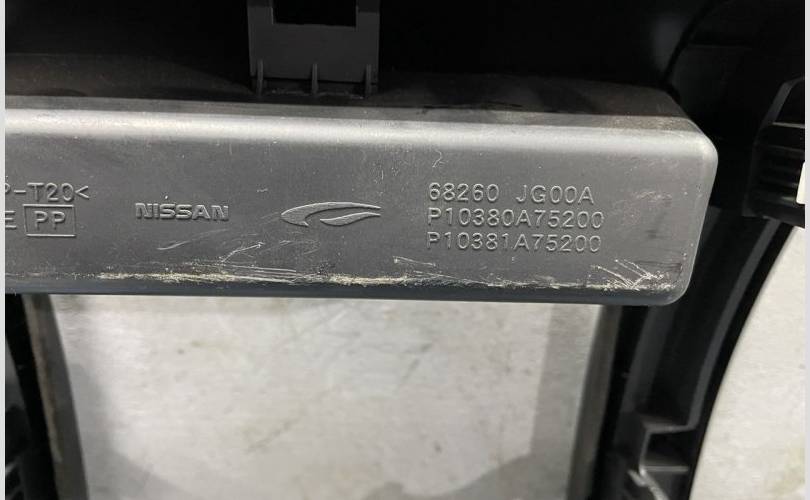 P-T20<
E PP
NISSAN
68260 JG00A
P10380A75200
P10381A75200